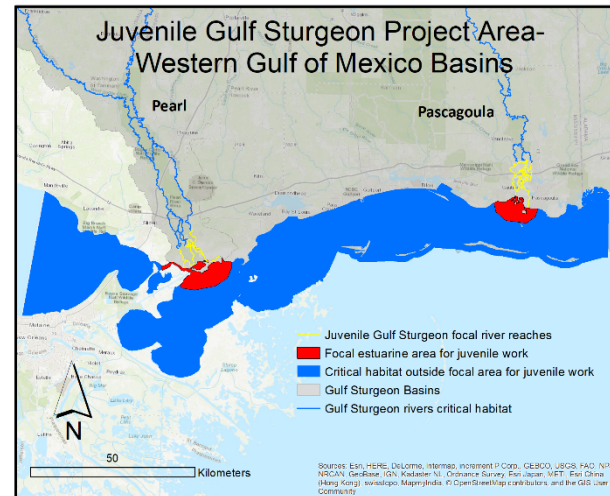 Juvenile Gulf Sturgeon Project Area-
Western Gulf of Mexico Basins
Pearl
Pascagoula
Juvenile Gulf Sturgeon focal river reaches
Focal estuarine area for juvenile work
Critical habitat outside focal area for juvenile work
Gulf Sturgeon Basins
Gulf Sturgeon rivers critical habitat
N
50
Kilometers
Sources: Esri, HERE, DeLorme, Intermap, increment P Corp., GEBCO, USGS, FAO, NPS,
NRCAN, GeoBase, IGN, Kadaster NL, Ordnance Survey, Esri Japan, METI, Esri China
(Hong Kong), swisstopo, MapmyIndia, © OpenStreetMap contributors, and the GIS User
Community